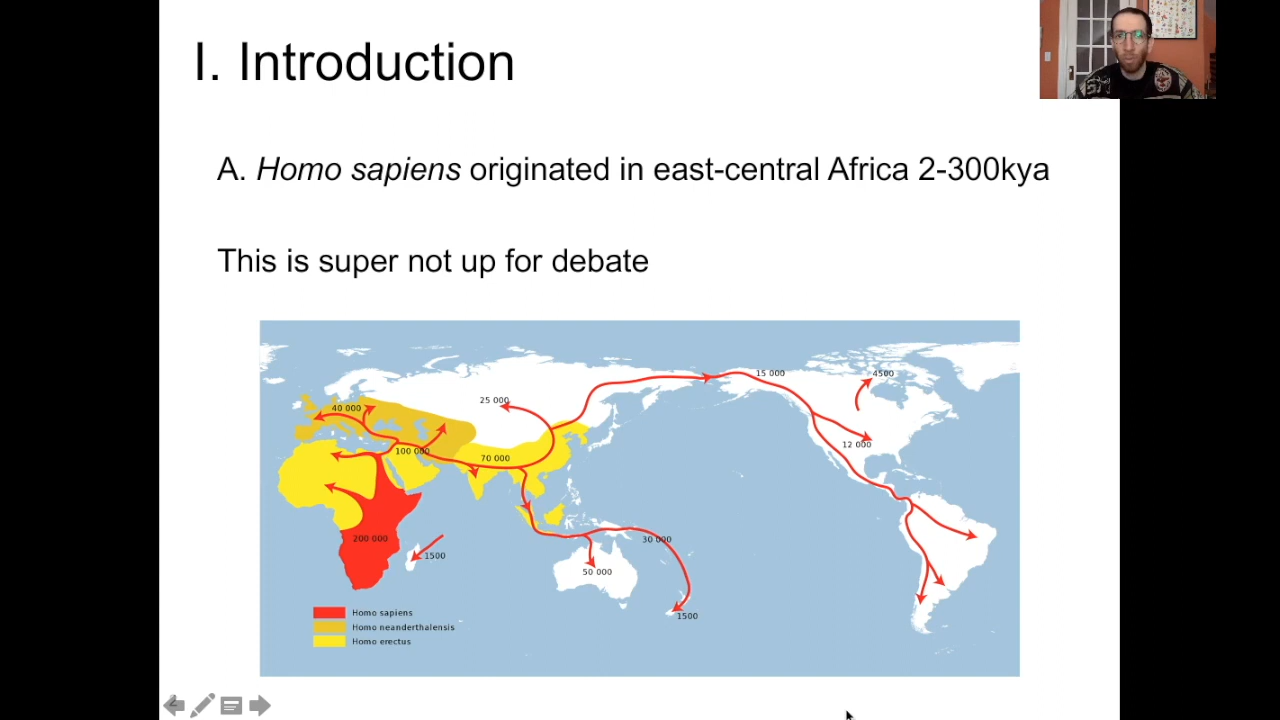 I. Introduction
A. Homo sapiens originated in east-central Africa 2-300kya
This is super not up for debate
15 000
4500
25 000
40 000
12 000
100 000
70 000
200 000
30 000
1500
50 000
1500
Homo sapiens
Homo neanderthalensis
Homo erectus
2